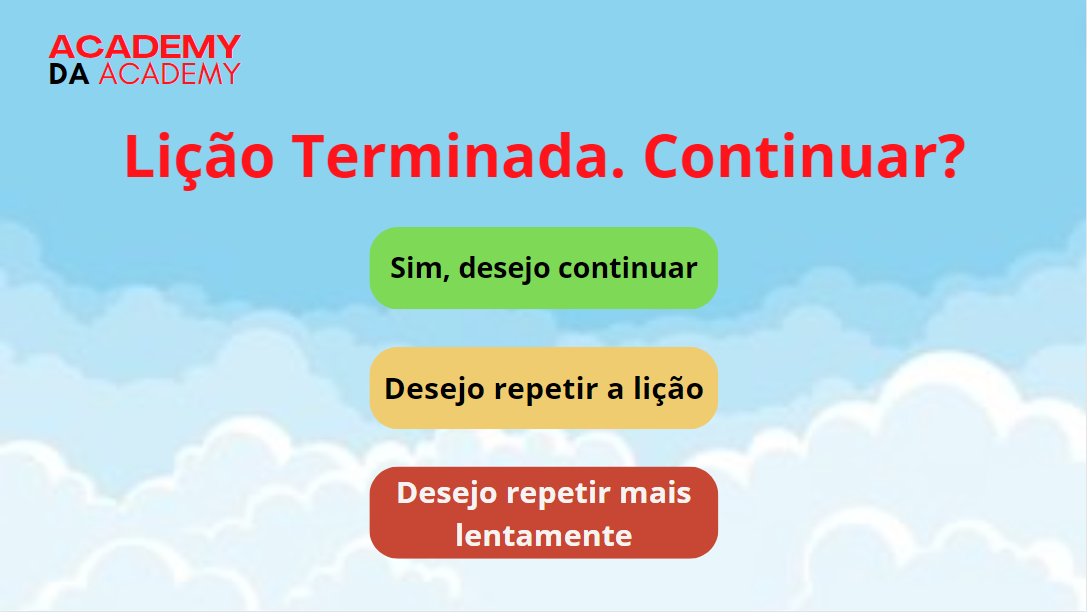 ACADEMY
DA ACADEMY
Lição Terminada. Continuar?
Sim, desejo continuar
Desejo repetir a lição
Desejo repetir mais
lentamente